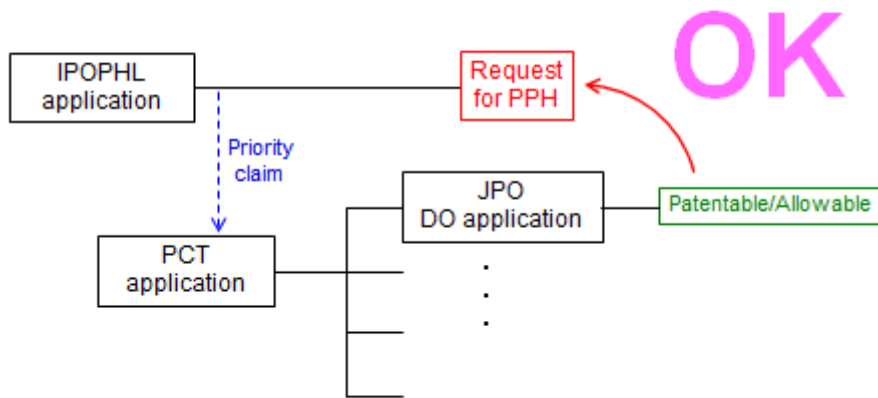 OK
IPOPHL
application
Request
for PPH
Priority
claim
JPO
DO application
Patentable/Allowable
PCT
application